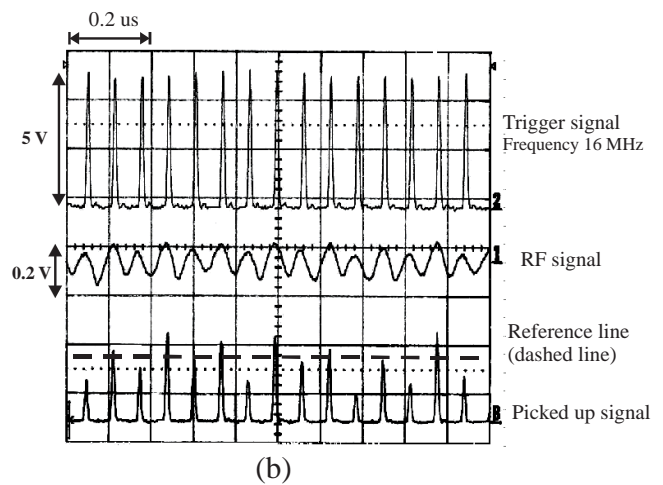 0.2 us
5 V
Trigger signal
Frequency 16 MHz
2
0.2 V
1
RF signal
Reference line
(dashed line)
Picked up signal
(b)